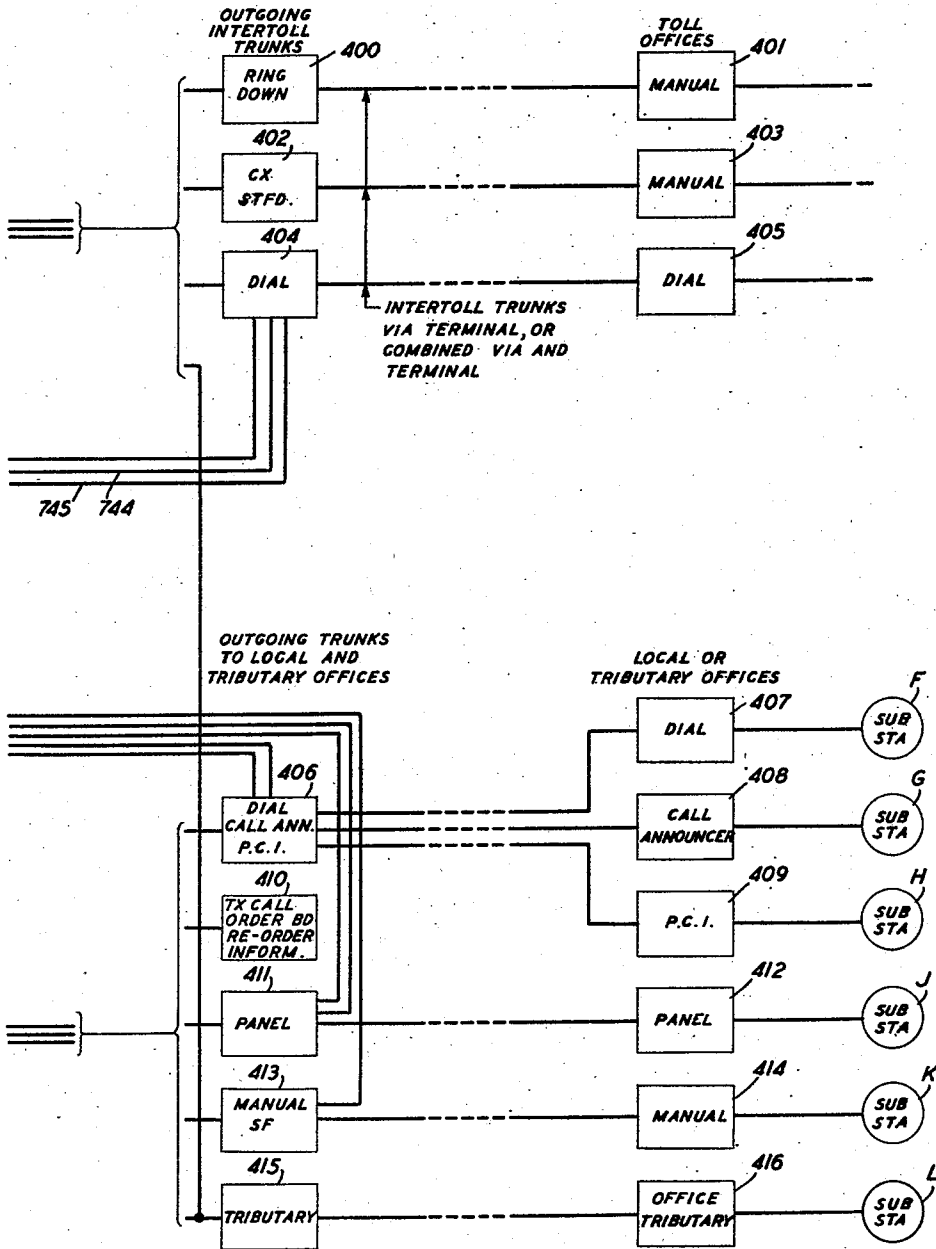 OUTGOING
INTERTOLL
TRUNKS
400
RING
DOWN
TOLL
OFFICES
401
MANUAL
402
CX
STFD.
403
MANUAL
404
DIAL
405
DIAL
INTERTOLL TRUNKS
VIA TERMINAL, OR
COMBINED VIA AND
TERMINAL
745
744
OUTGOING TRUNKS
TO LOCAL AND
TRIBUTARY OFFICES
LOCAL OR
TRIBUTARY OFFICES
407
DIAL
F
SUB
STA
406
DIAL
CALL ANN.
P.C.I.
408
CALL
ANNOUNCER
G
SUB
STA
409
P.C.I.
H
SUB
STA
410
TX CALL
ORDER BD
RE-ORDER
INFORM.
411
PANEL
412
PANEL
J
SUB
STA
413
MANUAL
SF
414
MANUAL
K
SUB
STA
415
TRIBUTARY
416
OFFICE
TRIBUTARY
L
SUB
STA